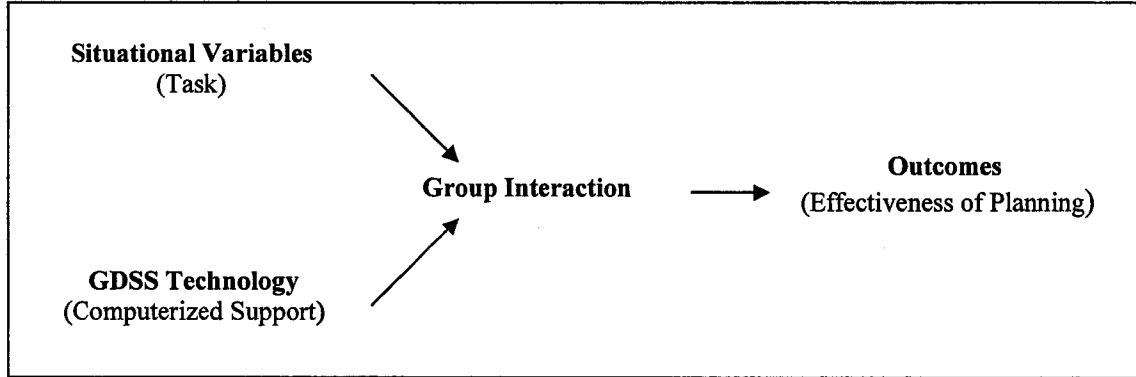 Situational Variables
(Task)
Group Interaction
Outcomes
(Effectiveness of Planning)
GDSS Technology
(Computerized Support)